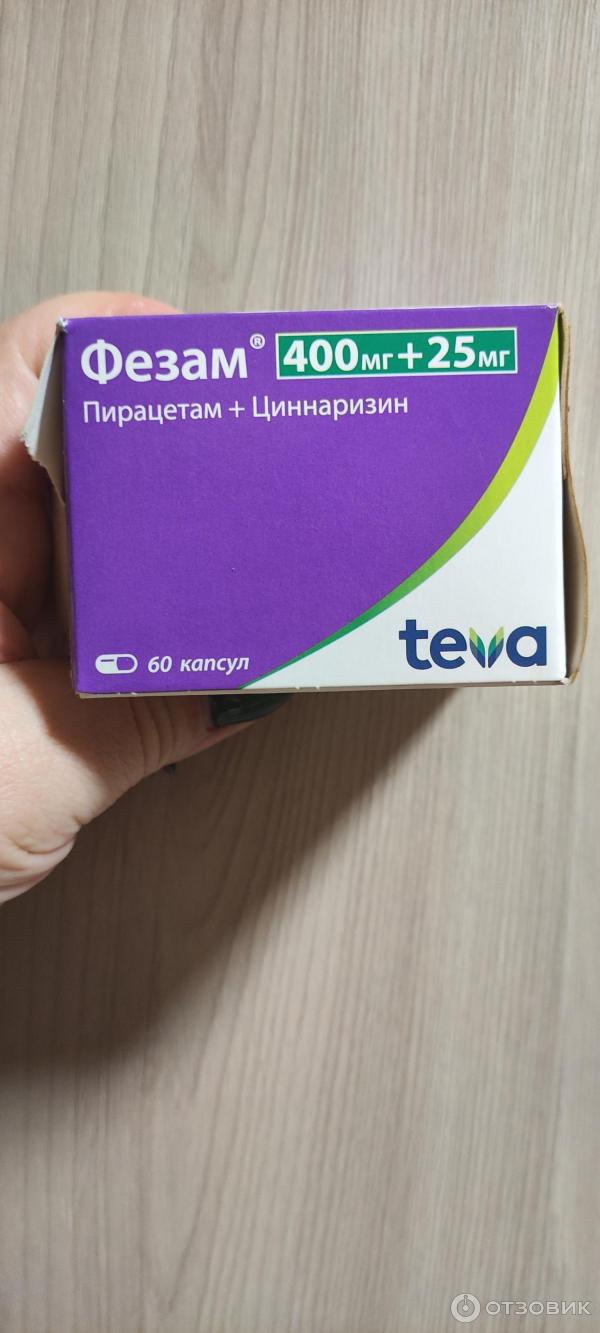 Фезам® 400мг+25мг
Пирацетам + Циннаризин
60 капсул
teva
ОТЗОВИК